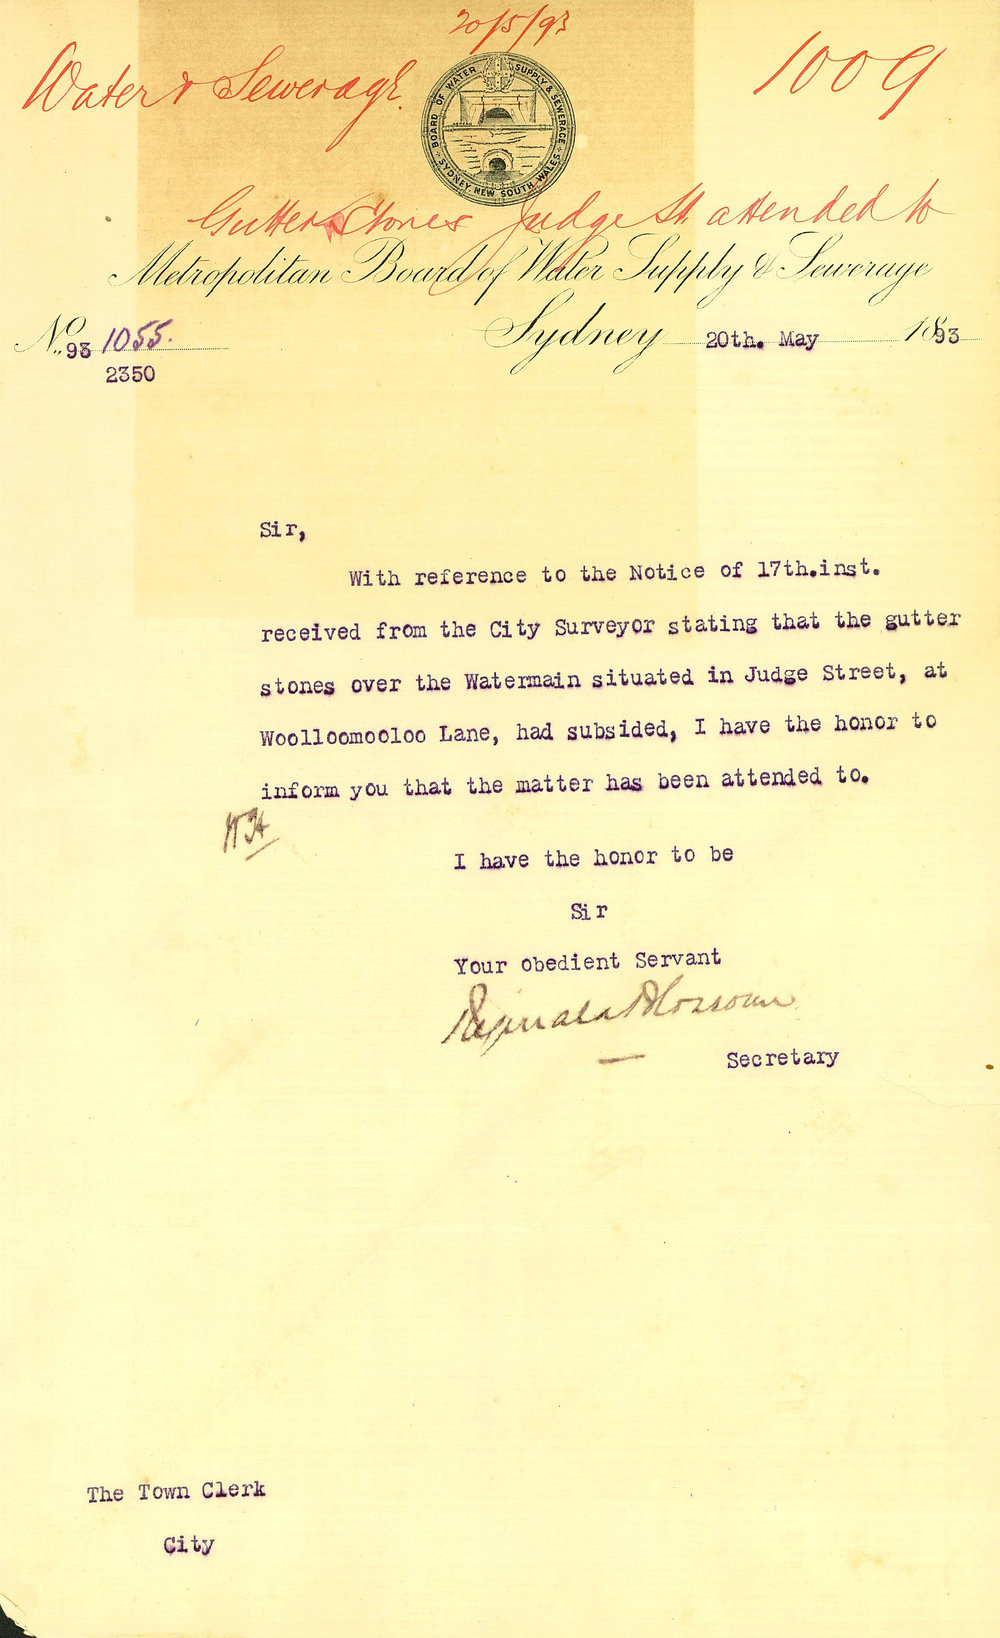 20/5/93
Water & Sewerage.
1009
BOARD OF WATER SUPPLY & SEWERAGE
SYDNEY, NEW SOUTH WALES
Gutter Stones Judge St attended to
Metropolitan Board of Water Supply & Sewerage
No. 93 1055.
2350
Sydney 20th. May 1893
Sir,
With reference to the Notice of 17th.inst.
received from the City Surveyor stating that the gutter
stones over the Watermain situated in Judge Street, at
Woolloomooloo Lane, had subsided, I have the honor to
inform you that the matter has been attended to.
I have the honor to be
Sir
Your obedient Servant
Secretary
The Town Clerk
City